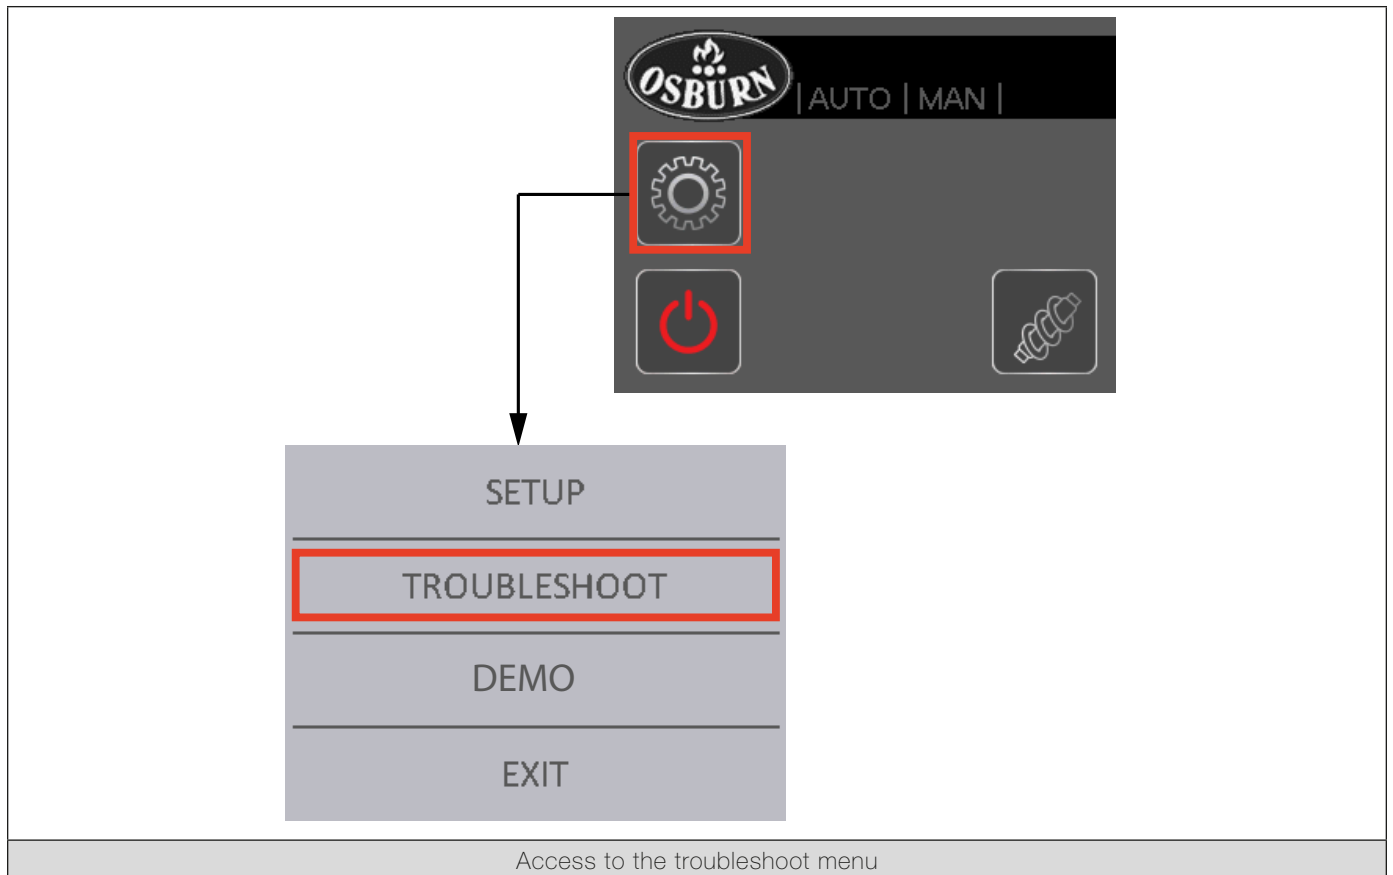 OSBURN
| AUTO | MAN |
SETUP
TROUBLESHOOT
DEMO
EXIT
Access to the troubleshoot menu